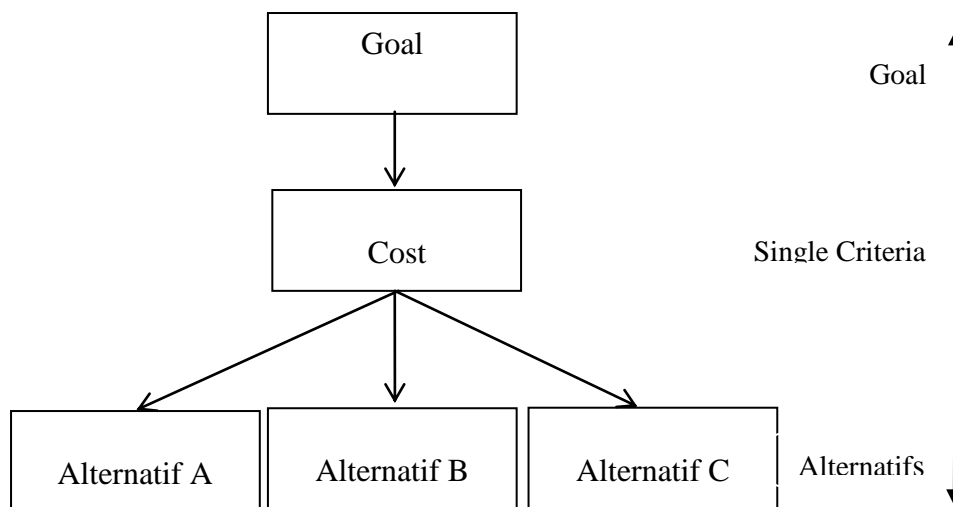 Goal
Goal
Cost
Single Criteria
Alternatif A
Alternatif B
Alternatif C
Alternatifs